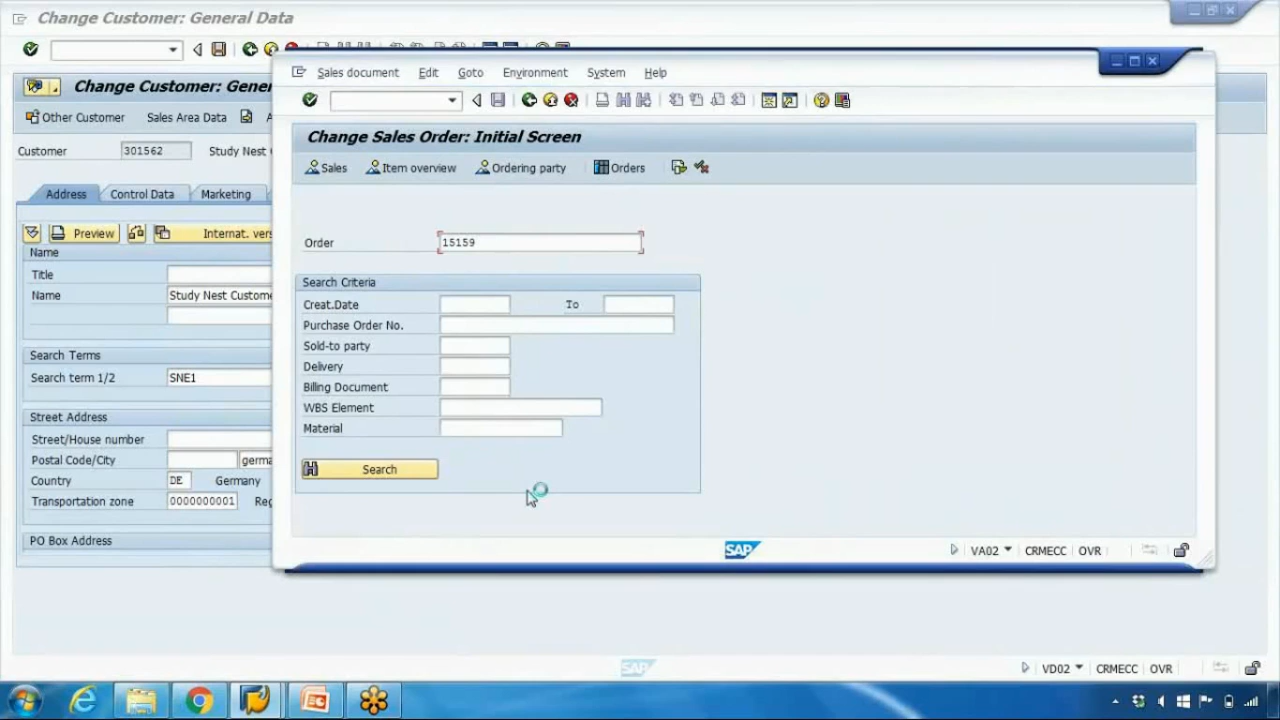 Change Customer: General Data
Change Customer: Gene
Other Customer Sales Area Data A
Customer 301562 Study Nest
Address Control Data Marketing
Preview Internat. vers
Name
Title
Name Study Nest Custome
Search Terms
Search term 1/2 SNE1
Street Address
Street/House number
Postal Code/City germa
Country DE Germany
Transportation zone 0000000001 Reg
PO Box Address
Sales document Edit Goto Environment System Help
Change Sales Order: Initial Screen
Sales Item overview Ordering party Orders
Order 15159
Search Criteria
Creat.Date To
Purchase Order No.
Sold-to party
Delivery
Billing Document
WBS Element
Material
Search
SAP VA02 CRMECC OVR
SAP VD02 CRMECC OVR